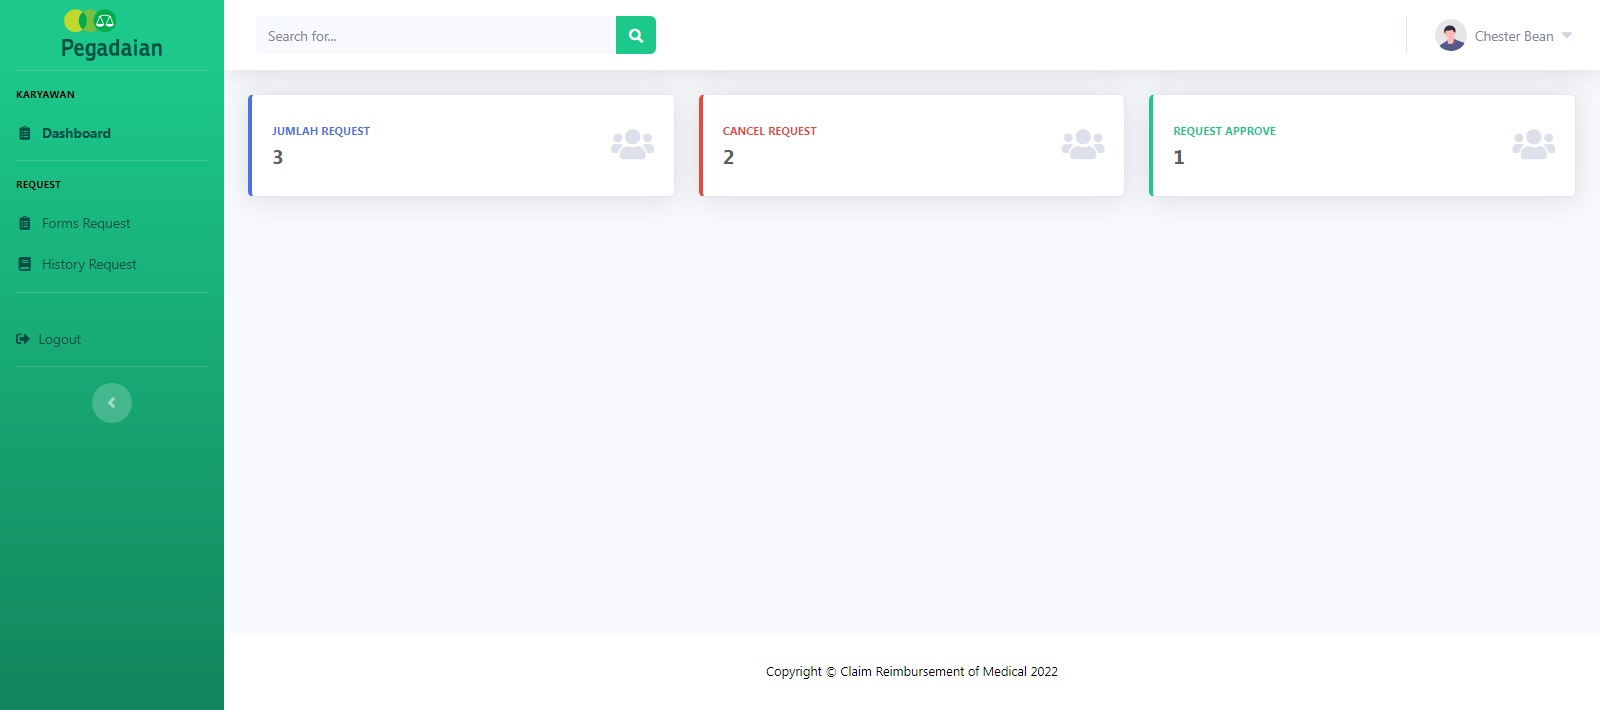 Pegadaian
KARYAWAN
Dashboard
REQUEST
Forms Request
History Request
Logout
Search for...
Chester Bean
JUMLAH REQUEST
3
CANCEL REQUEST
2
REQUEST APPROVE
1
Copyright © Claim Reimbursement of Medical 2022